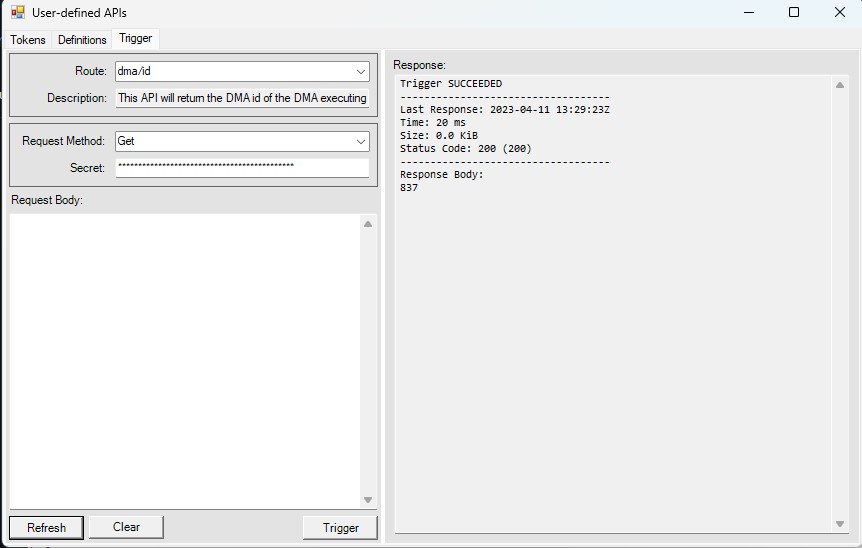 User-defined APIs
Tokens Definitions Trigger
Route: dma/id
Description: This API will return the DMA id of the DMA executing
Request Method: Get
Secret: ********************************************
Request Body:
Refresh Clear Trigger
Response:
Trigger SUCCEEDED
---------------------------------
Last Response: 2023-04-11 13:29:23Z
Time: 20 ms
Size: 0.0 KiB
Status Code: 200 (200)
---------------------------------
Response Body:
837